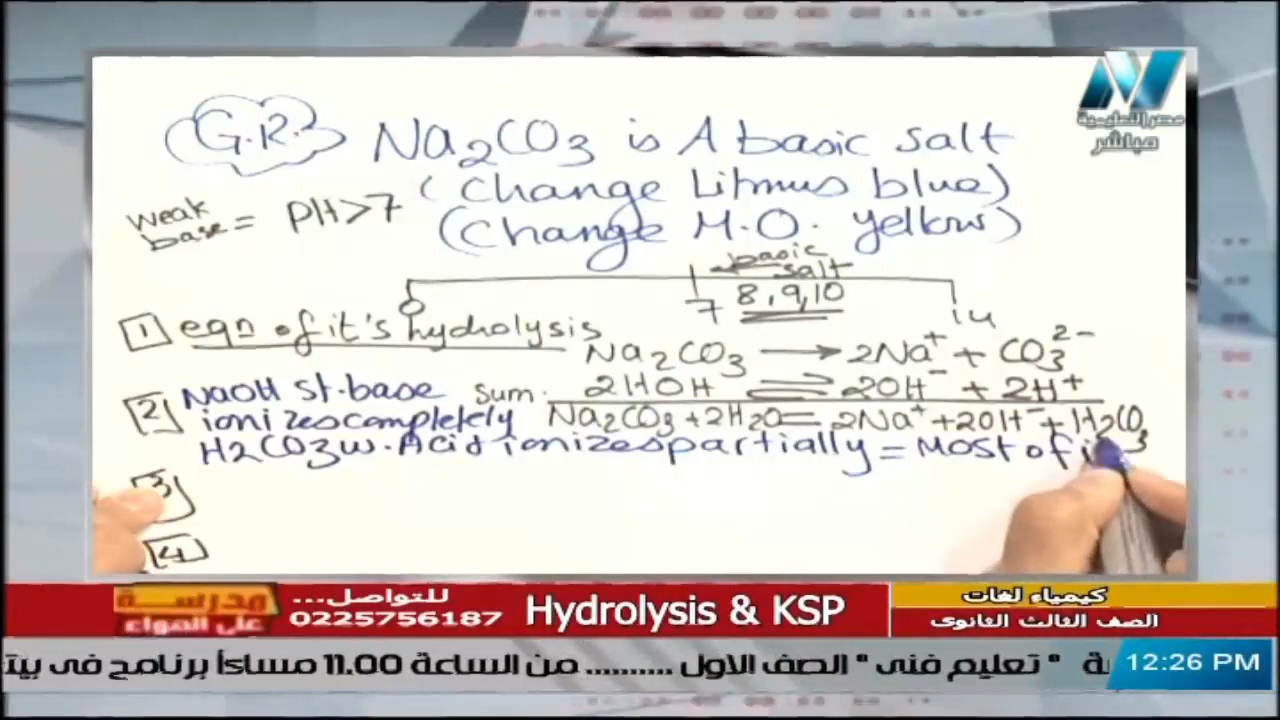 G.R. Na2CO3 is A basic salt
(change Litmus blue)
weak base = PH>7
(change M.O. yellow)
basic salt
7 8,9,10 14
1 eqn of it's hydrolysis
Na2CO3 → 2Na+ + CO3 2-
2 NaOH st.base sum. 2HOH ⇌ 2OH- + 2H+
ionizes completely Na2CO3+2H2O = 2Na+ +2OH- + H2CO3
H2CO3 w.Acid ionizes partially = Most of
3
4
مصر التعليمية
مباشر
مدرسة على الهواء
للتواصل...
0225756187
Hydrolysis & KSP
كيمياء لغات
الصف الثالث الثانوى
ة " تعليم فنى " الصف الاول .......... من الساعة 11.00 مساءاً برنامج فى بيت
12:26 PM